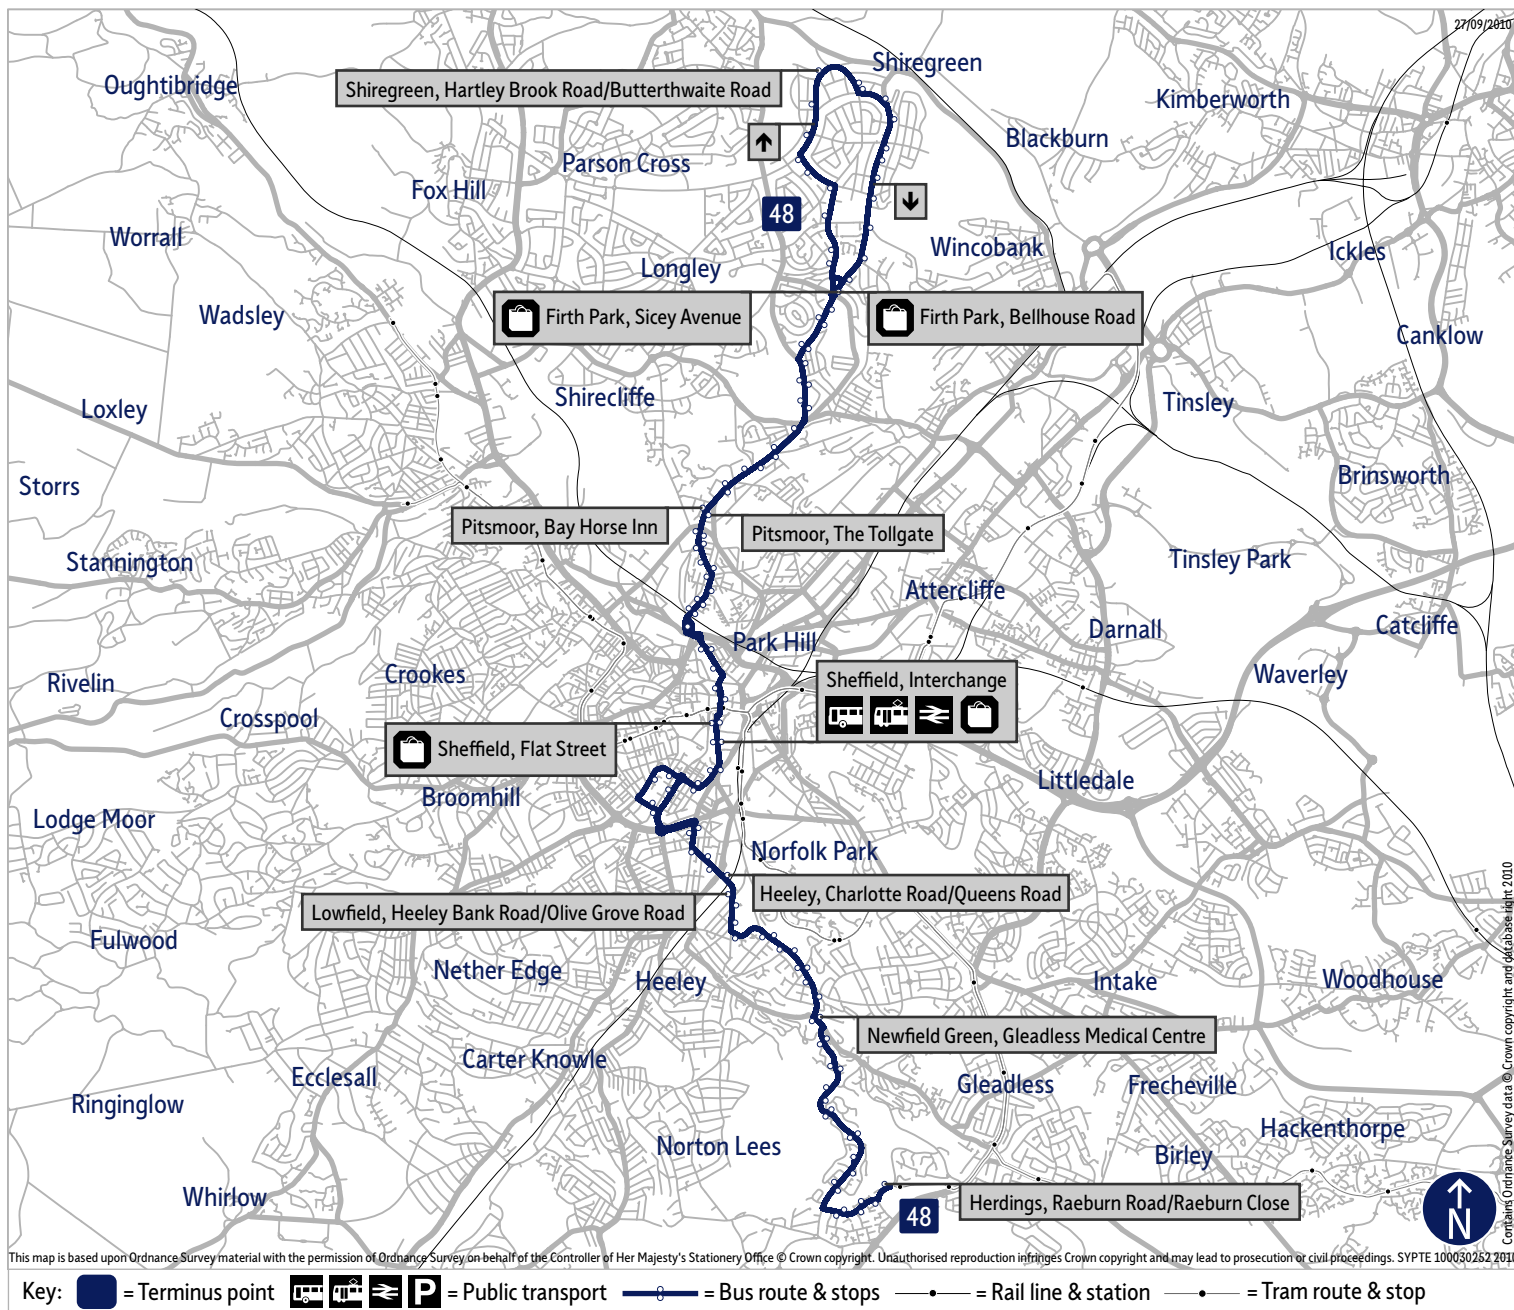 27/09/2010
Shiregreen
Oughtibridge
Shiregreen, Hartley Brook Road/Butterthwaite Road
Kimberworth
Blackburn
Parson Cross
Fox Hill
48
Worrall
Wincobank
Ickles
Longley
Wadsley
Firth Park, Sicey Avenue
Firth Park, Bellhouse Road
Canklow
Shirecliffe
Tinsley
Loxley
Brinsworth
Storrs
Pitsmoor, Bay Horse Inn
Pitsmoor, The Tollgate
Stannington
Tinsley Park
Attercliffe
Darnall
Catcliffe
Park Hill
Crookes
Sheffield, Interchange
Waverley
Rivelin
Crosspool
Sheffield, Flat Street
Littledale
Broomhill
Lodge Moor
Norfolk Park
Heeley, Charlotte Road/Queens Road
Lowfield, Heeley Bank Road/Olive Grove Road
Fulwood
Nether Edge
Heeley
Intake
Woodhouse
Newfield Green, Gleadless Medical Centre
Carter Knowle
Ecclesall
Gleadless
Frecheville
Ringinglow
Hackenthorpe
Norton Lees
Birley
Whirlow
Herdings, Raeburn Road/Raeburn Close
48
N
Contains Ordnance Survey data © Crown copyright and database right 2010
This map is based upon Ordnance Survey material with the permission of Ordnance Survey on behalf of the Controller of Her Majesty's Stationery Office © Crown copyright. Unauthorised reproduction infringes Crown copyright and may lead to prosecution or civil proceedings. SYPTE 100030252 2010
Key: = Terminus point P = Public transport = Bus route & stops = Rail line & station = Tram route & stop